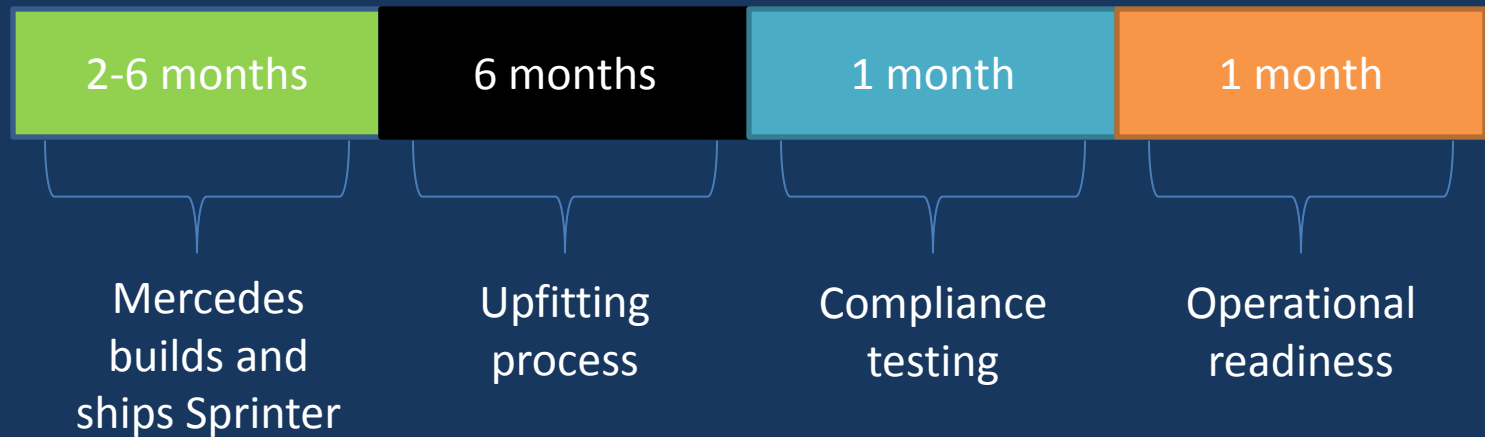 2-6 months
6 months
1 month
1 month
Mercedes
builds and
ships Sprinter
Upfitting
process
Compliance
testing
Operational
readiness